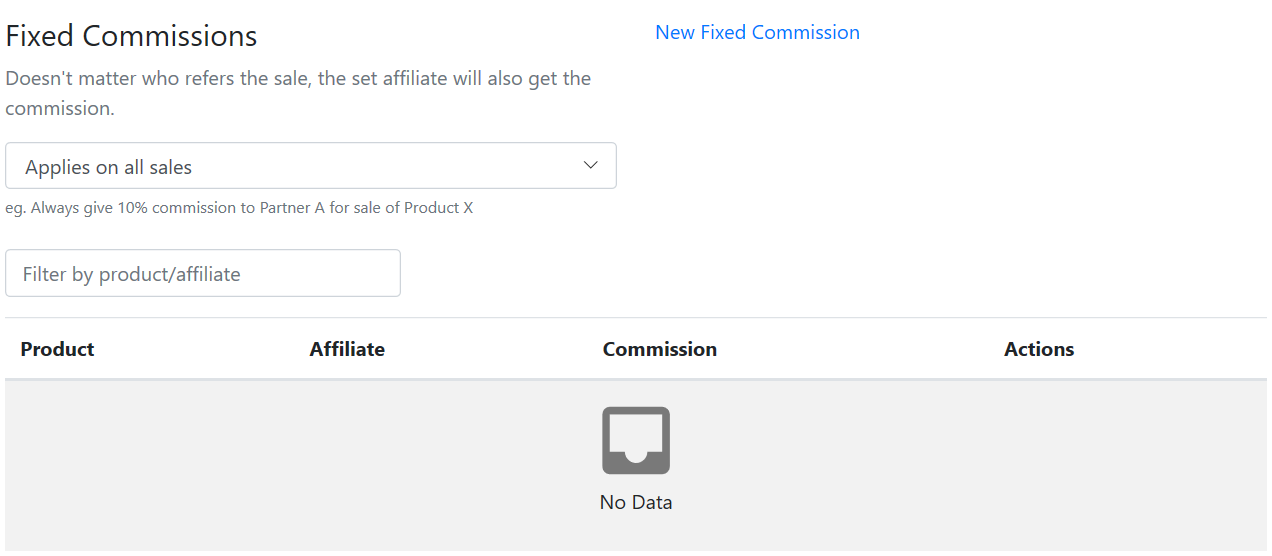 Fixed Commissions
New Fixed Commission
Doesn't matter who refers the sale, the set affiliate will also get the
commission.
Applies on all sales
eg. Always give 10% commission to Partner A for sale of Product X
Filter by product/affiliate
Product Affiliate Commission Actions
No Data